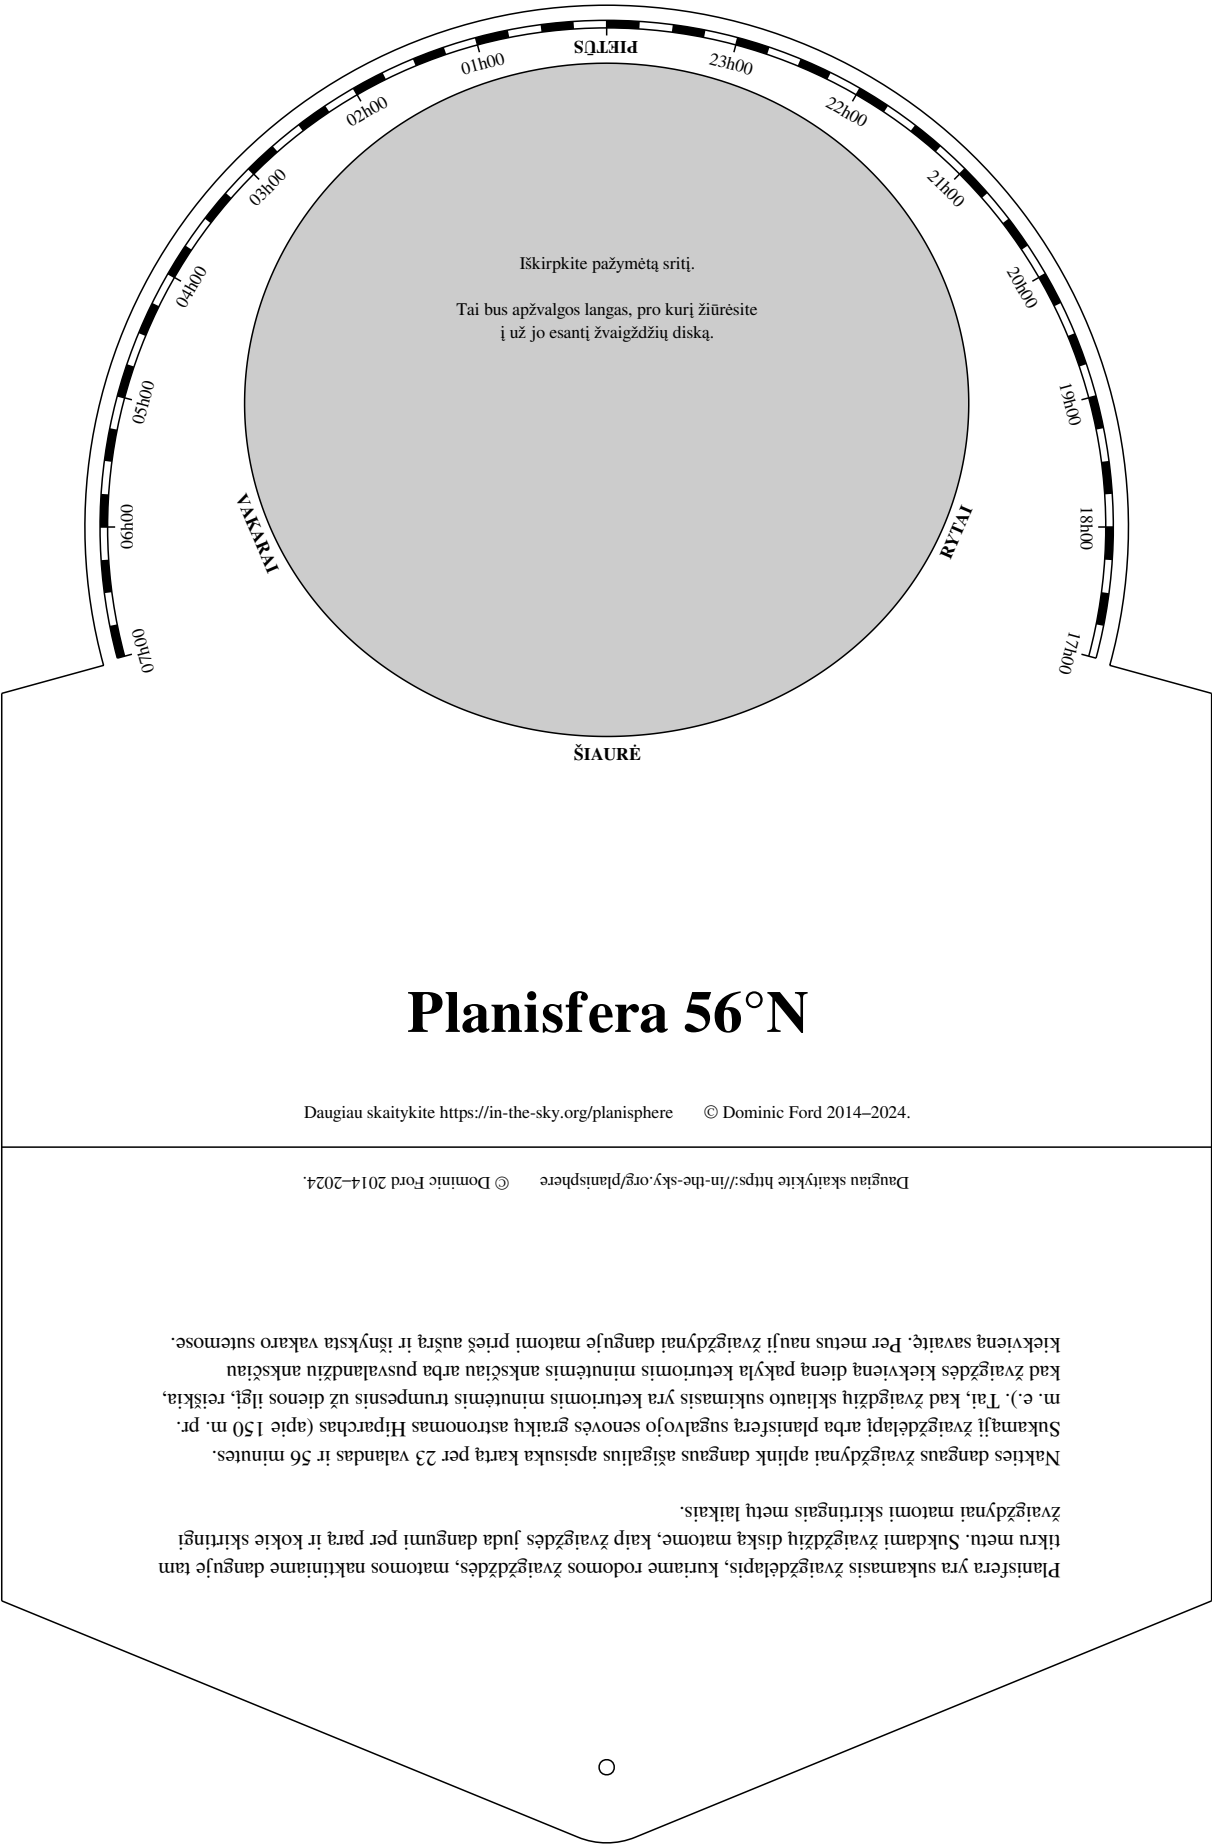 PIETŪS
01h00
23h00
02h00
22h00
03h00
21h00
04h00
20h00
05h00
19h00
06h00
18h00
07h00
17h00
Iškirpkite pažymėtą sritį.
Tai bus apžvalgos langas, pro kurį žiūrėsite
į už jo esantį žvaigždžių diską.
VAKARAI
RYTAI
ŠIAURĖ
Planisfera 56°N
Daugiau skaitykite https://in-the-sky.org/planisphere © Dominic Ford 2014–2024.
Planisfera yra sukamasis žvaigždėlapis, kuriame rodomos žvaigždės, matomos naktiniame danguje tam
tikru metu. Sukdami žvaigždžių diską matome, kaip žvaigždės juda dangumi per parą ir kokie skirtingi
žvaigždynai matomi skirtingais metų laikais.
Nakties dangaus žvaigždynai aplink dangaus ašigalius apsisuka kartą per 23 valandas ir 56 minutes.
Sukamąjį žvaigždėlapį arba planisferą sugalvojo senovės graikų astronomas Hiparchas (apie 150 m. pr.
m. e.). Tai, kad žvaigždžių skliauto sukimasis yra keturiomis minutėmis trumpesnis už dienos ilgį, reiškia,
kad žvaigždės kiekvieną dieną pakyla keturiomis minutėmis anksčiau arba pusvalandžiu anksčiau
kiekvieną savaitę. Per metus nauji žvaigždynai danguje matomi prieš aušrą ir išnyksta vakaro sutemose.
Daugiau skaitykite https://in-the-sky.org/planisphere © Dominic Ford 2014–2024.